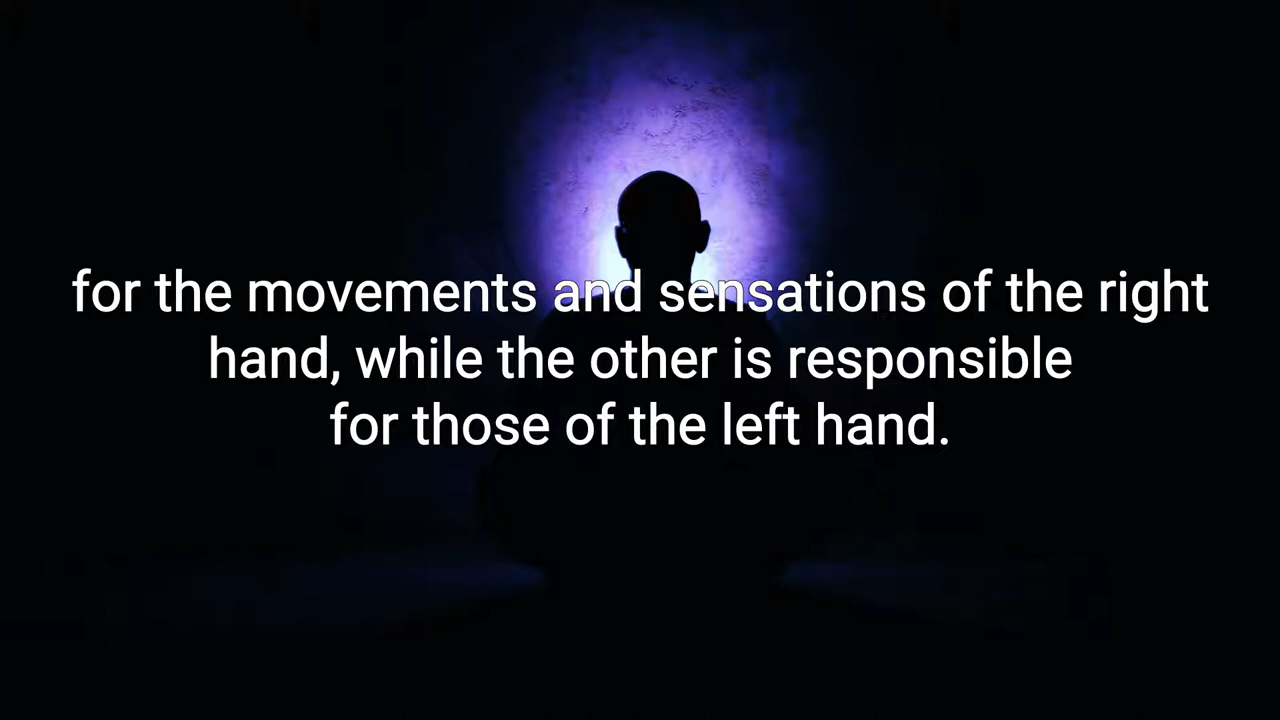 for the movements and sensations of the right
hand, while the other is responsible
for those of the left hand.